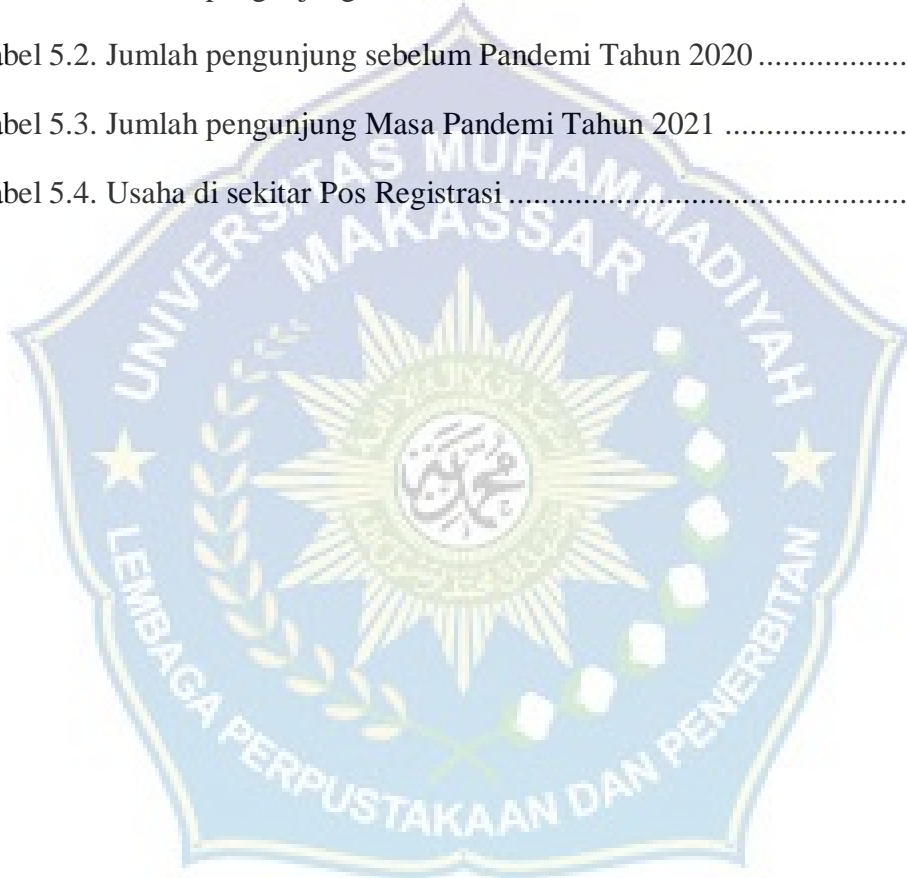 abel 5.2. Jumlah pengunjung sebelum Pandemi Tahun 2020 ..................
abel 5.3. Jumlah pengunjung Masa Pandemi Tahun 2021 .......................
abel 5.4. Usaha di sekitar Pos Registrasi .................................................
UNIVERSITAS MUHAMMADIYAH
MAKASSAR
LEMBAGA PERPUSTAKAAN DAN PENERBITAN